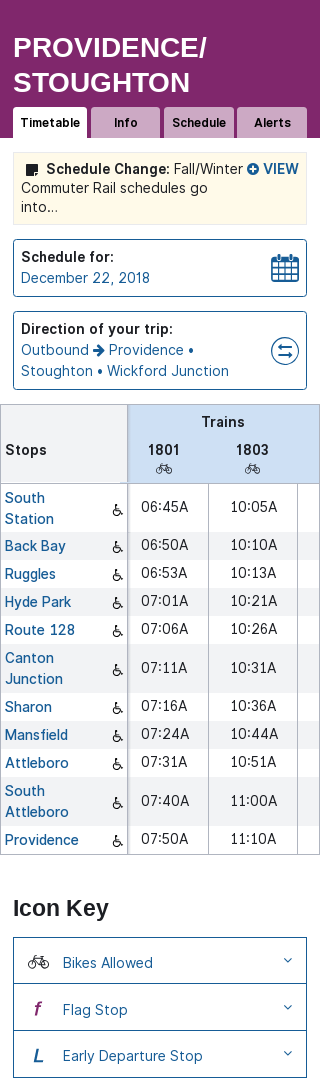 PROVIDENCE/
STOUGHTON
Timetable Info Schedule Alerts
Schedule Change: Fall/Winter VIEW
Commuter Rail schedules go
into…
Schedule for:
December 22, 2018
Direction of your trip:
Outbound → Providence •
Stoughton • Wickford Junction
Trains
Stops 1801 1803
South
Station 06:45A 10:05A
Back Bay 06:50A 10:10A
Ruggles 06:53A 10:13A
Hyde Park 07:01A 10:21A
Route 128 07:06A 10:26A
Canton
Junction 07:11A 10:31A
Sharon 07:16A 10:36A
Mansfield 07:24A 10:44A
Attleboro 07:31A 10:51A
South
Attleboro 07:40A 11:00A
Providence 07:50A 11:10A
Icon Key
Bikes Allowed
f Flag Stop
L Early Departure Stop